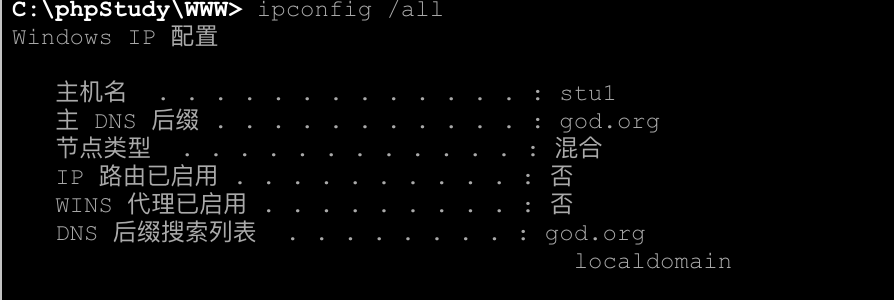 C:\phpStudy\WWW> ipconfig /all
Windows IP 配置
主机名 . . . . . . . . . . . . . : stu1
主 DNS 后缀 . . . . . . . . . . . : god.org
节点类型 . . . . . . . . . . . . : 混合
IP 路由已启用 . . . . . . . . . . : 否
WINS 代理已启用 . . . . . . . . . : 否
DNS 后缀搜索列表 . . . . . . . . : god.org
localdomain